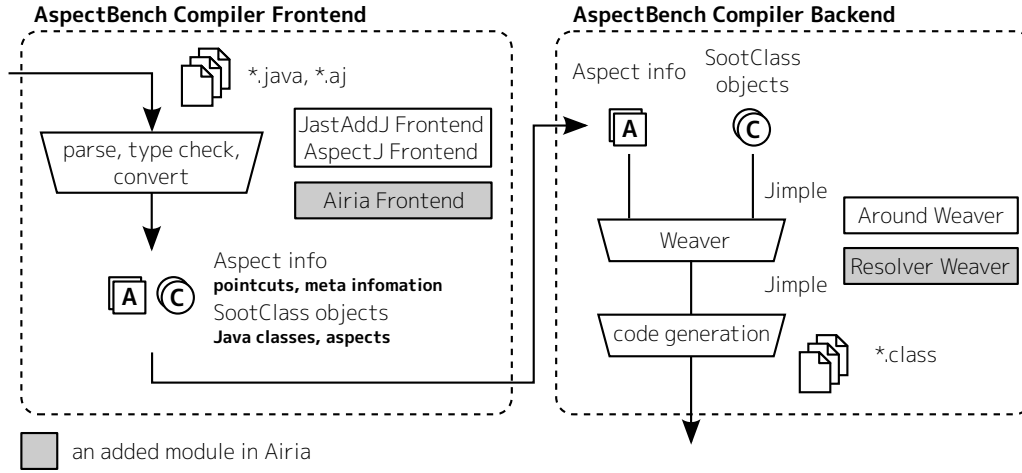 AspectBench Compiler Frontend
*.java, *.aj
parse, type check,
convert
JastAddJ Frontend
AspectJ Frontend
Airia Frontend
A
C
Aspect info
pointcuts, meta infomation
SootClass objects
Java classes, aspects
AspectBench Compiler Backend
Aspect info
SootClass
objects
A
C
Jimple
Weaver
Around Weaver
Resolver Weaver
Jimple
code generation
*.class
an added module in Airia